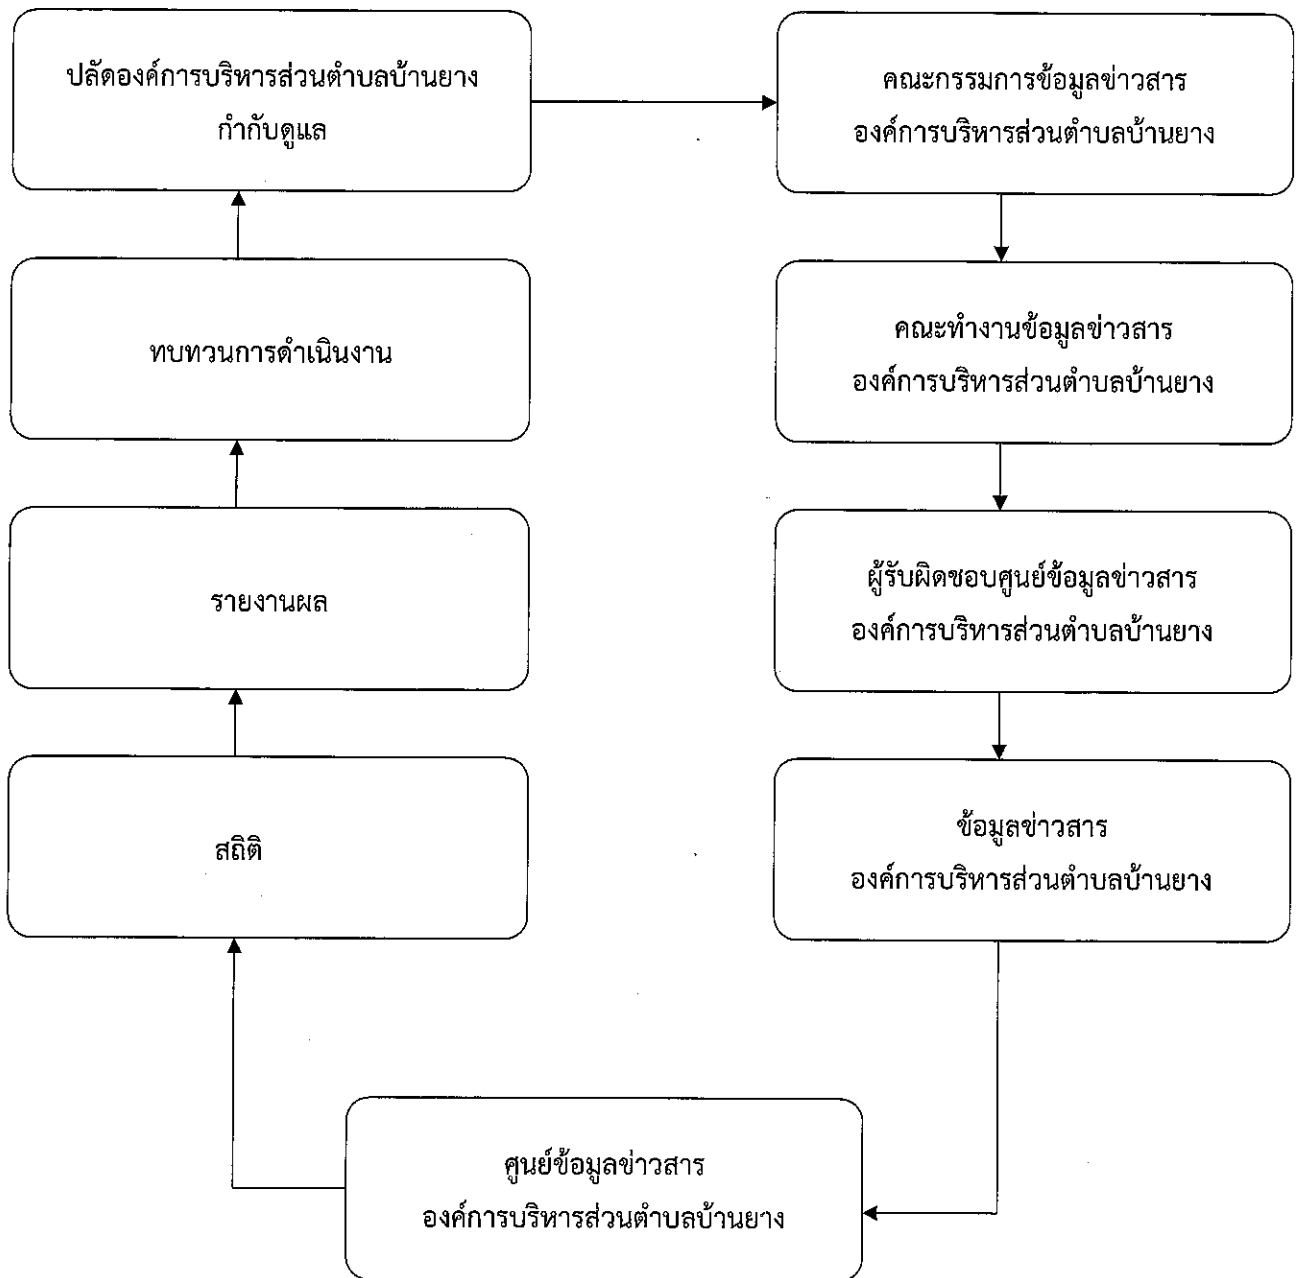 ปลัดองค์การบริหารส่วนตำบลบ้านยาง
กำกับดูแล
คณะกรรมการข้อมูลข่าวสาร
องค์การบริหารส่วนตำบลบ้านยาง
คณะทำงานข้อมูลข่าวสาร
องค์การบริหารส่วนตำบลบ้านยาง
ผู้รับผิดชอบศูนย์ข้อมูลข่าวสาร
องค์การบริหารส่วนตำบลบ้านยาง
ข้อมูลข่าวสาร
องค์การบริหารส่วนตำบลบ้านยาง
ศูนย์ข้อมูลข่าวสาร
องค์การบริหารส่วนตำบลบ้านยาง
สถิติ
รายงานผล
ทบทวนการดำเนินงาน